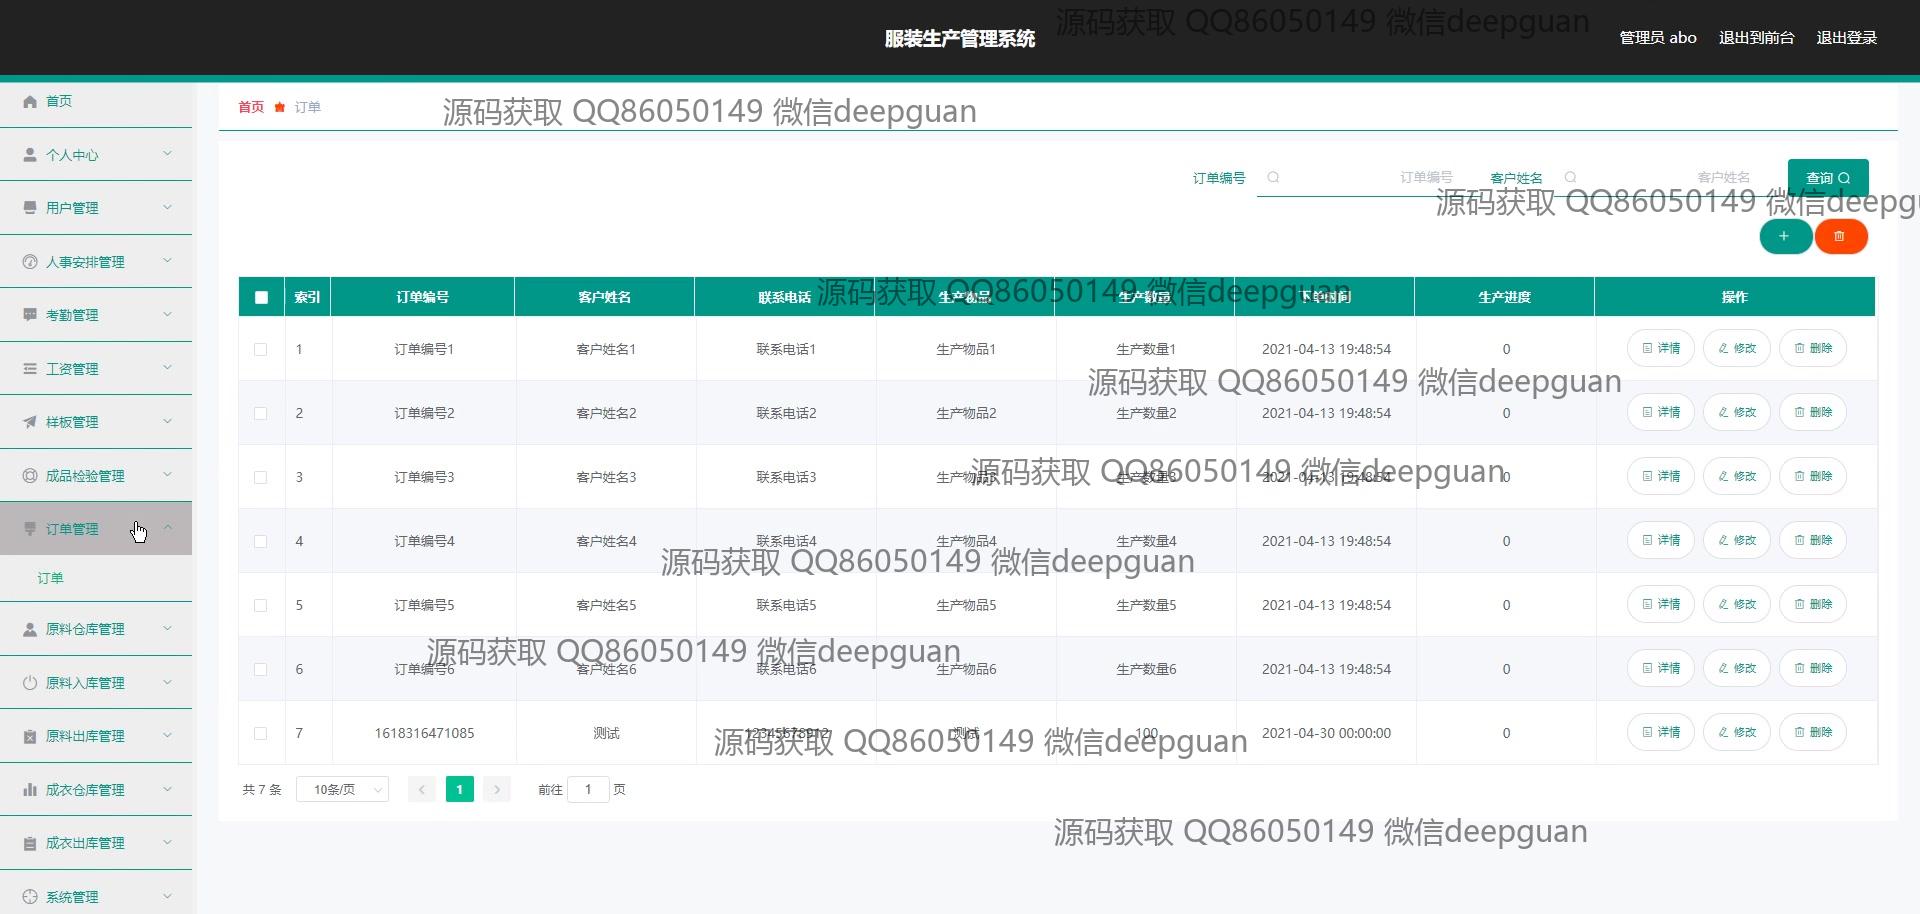 服装生产管理系统
源码获取 QQ86050149 微信deepguan
管理员 abo 退出到前台 退出登录
首页
个人中心
用户管理
人事安排管理
考勤管理
工资管理
样板管理
成品检验管理
订单管理
订单
原料仓库管理
原料入库管理
原料出库管理
成衣仓库管理
成衣出库管理
系统管理
首页 订单
源码获取 QQ86050149 微信deepguan
订单编号 订单编号 客户姓名 客户姓名 查询
源码获取 QQ86050149 微信deepgu
+
索引 订单编号 客户姓名 联系电话 生产物品 生产数量 下单时间 生产进度 操作
源码获取 QQ86050149 微信deepguan
1 订单编号1 客户姓名1 联系电话1 生产物品1 生产数量1 2021-04-13 19:48:54 0 详情 修改 删除
源码获取 QQ86050149 微信deepguan
2 订单编号2 客户姓名2 联系电话2 生产物品2 生产数量2 2021-04-13 19:48:54 0 详情 修改 删除
3 订单编号3 客户姓名3 联系电话3 生产物品3 生产数量3 2021-04-13 19:48:54 0 详情 修改 删除
源码获取 QQ86050149 微信deepguan
4 订单编号4 客户姓名4 联系电话4 生产物品4 生产数量4 2021-04-13 19:48:54 0 详情 修改 删除
源码获取 QQ86050149 微信deepguan
5 订单编号5 客户姓名5 联系电话5 生产物品5 生产数量5 2021-04-13 19:48:54 0 详情 修改 删除
源码获取 QQ86050149 微信deepguan
6 订单编号6 客户姓名6 联系电话6 生产物品6 生产数量6 2021-04-13 19:48:54 0 详情 修改 删除
7 1618316471085 测试 12345678912 测试 100 2021-04-30 00:00:00 0 详情 修改 删除
源码获取 QQ86050149 微信deepguan
共 7 条 10条/页 1 前往 1 页
源码获取 QQ86050149 微信deepguan